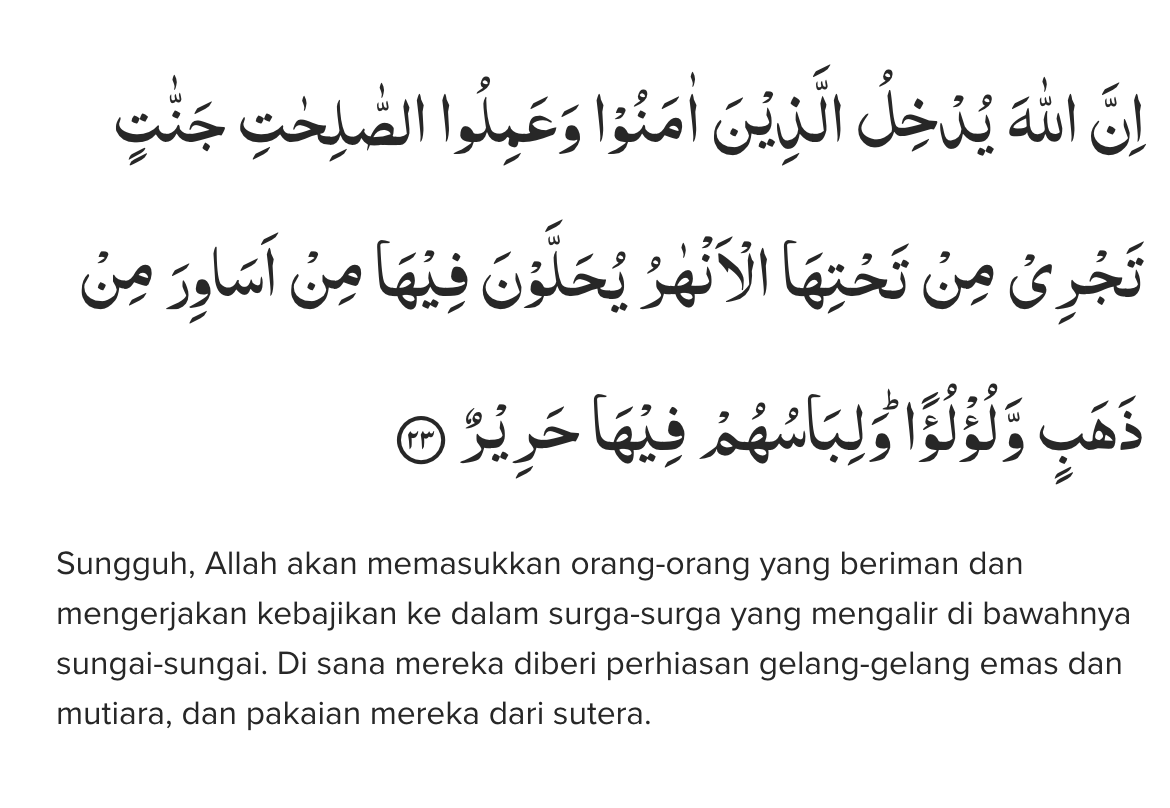 اِنَّ اللّٰهَ يُدْخِلُ الَّذِيْنَ اٰمَنُوْا وَعَمِلُوا الصّٰلِحٰتِ جَنّٰتٍ
تَجْرِيْ مِنْ تَحْتِهَا الْاَنْهٰرُ يُحَلَّوْنَ فِيْهَا مِنْ اَسَاوِرَ مِنْ
ذَهَبٍ وَّلُؤْلُؤًاۗ وَلِبَاسُهُمْ فِيْهَا حَرِيْرٌ ٢٣
Sungguh, Allah akan memasukkan orang-orang yang beriman dan
mengerjakan kebajikan ke dalam surga-surga yang mengalir di bawahnya
sungai-sungai. Di sana mereka diberi perhiasan gelang-gelang emas dan
mutiara, dan pakaian mereka dari sutera.